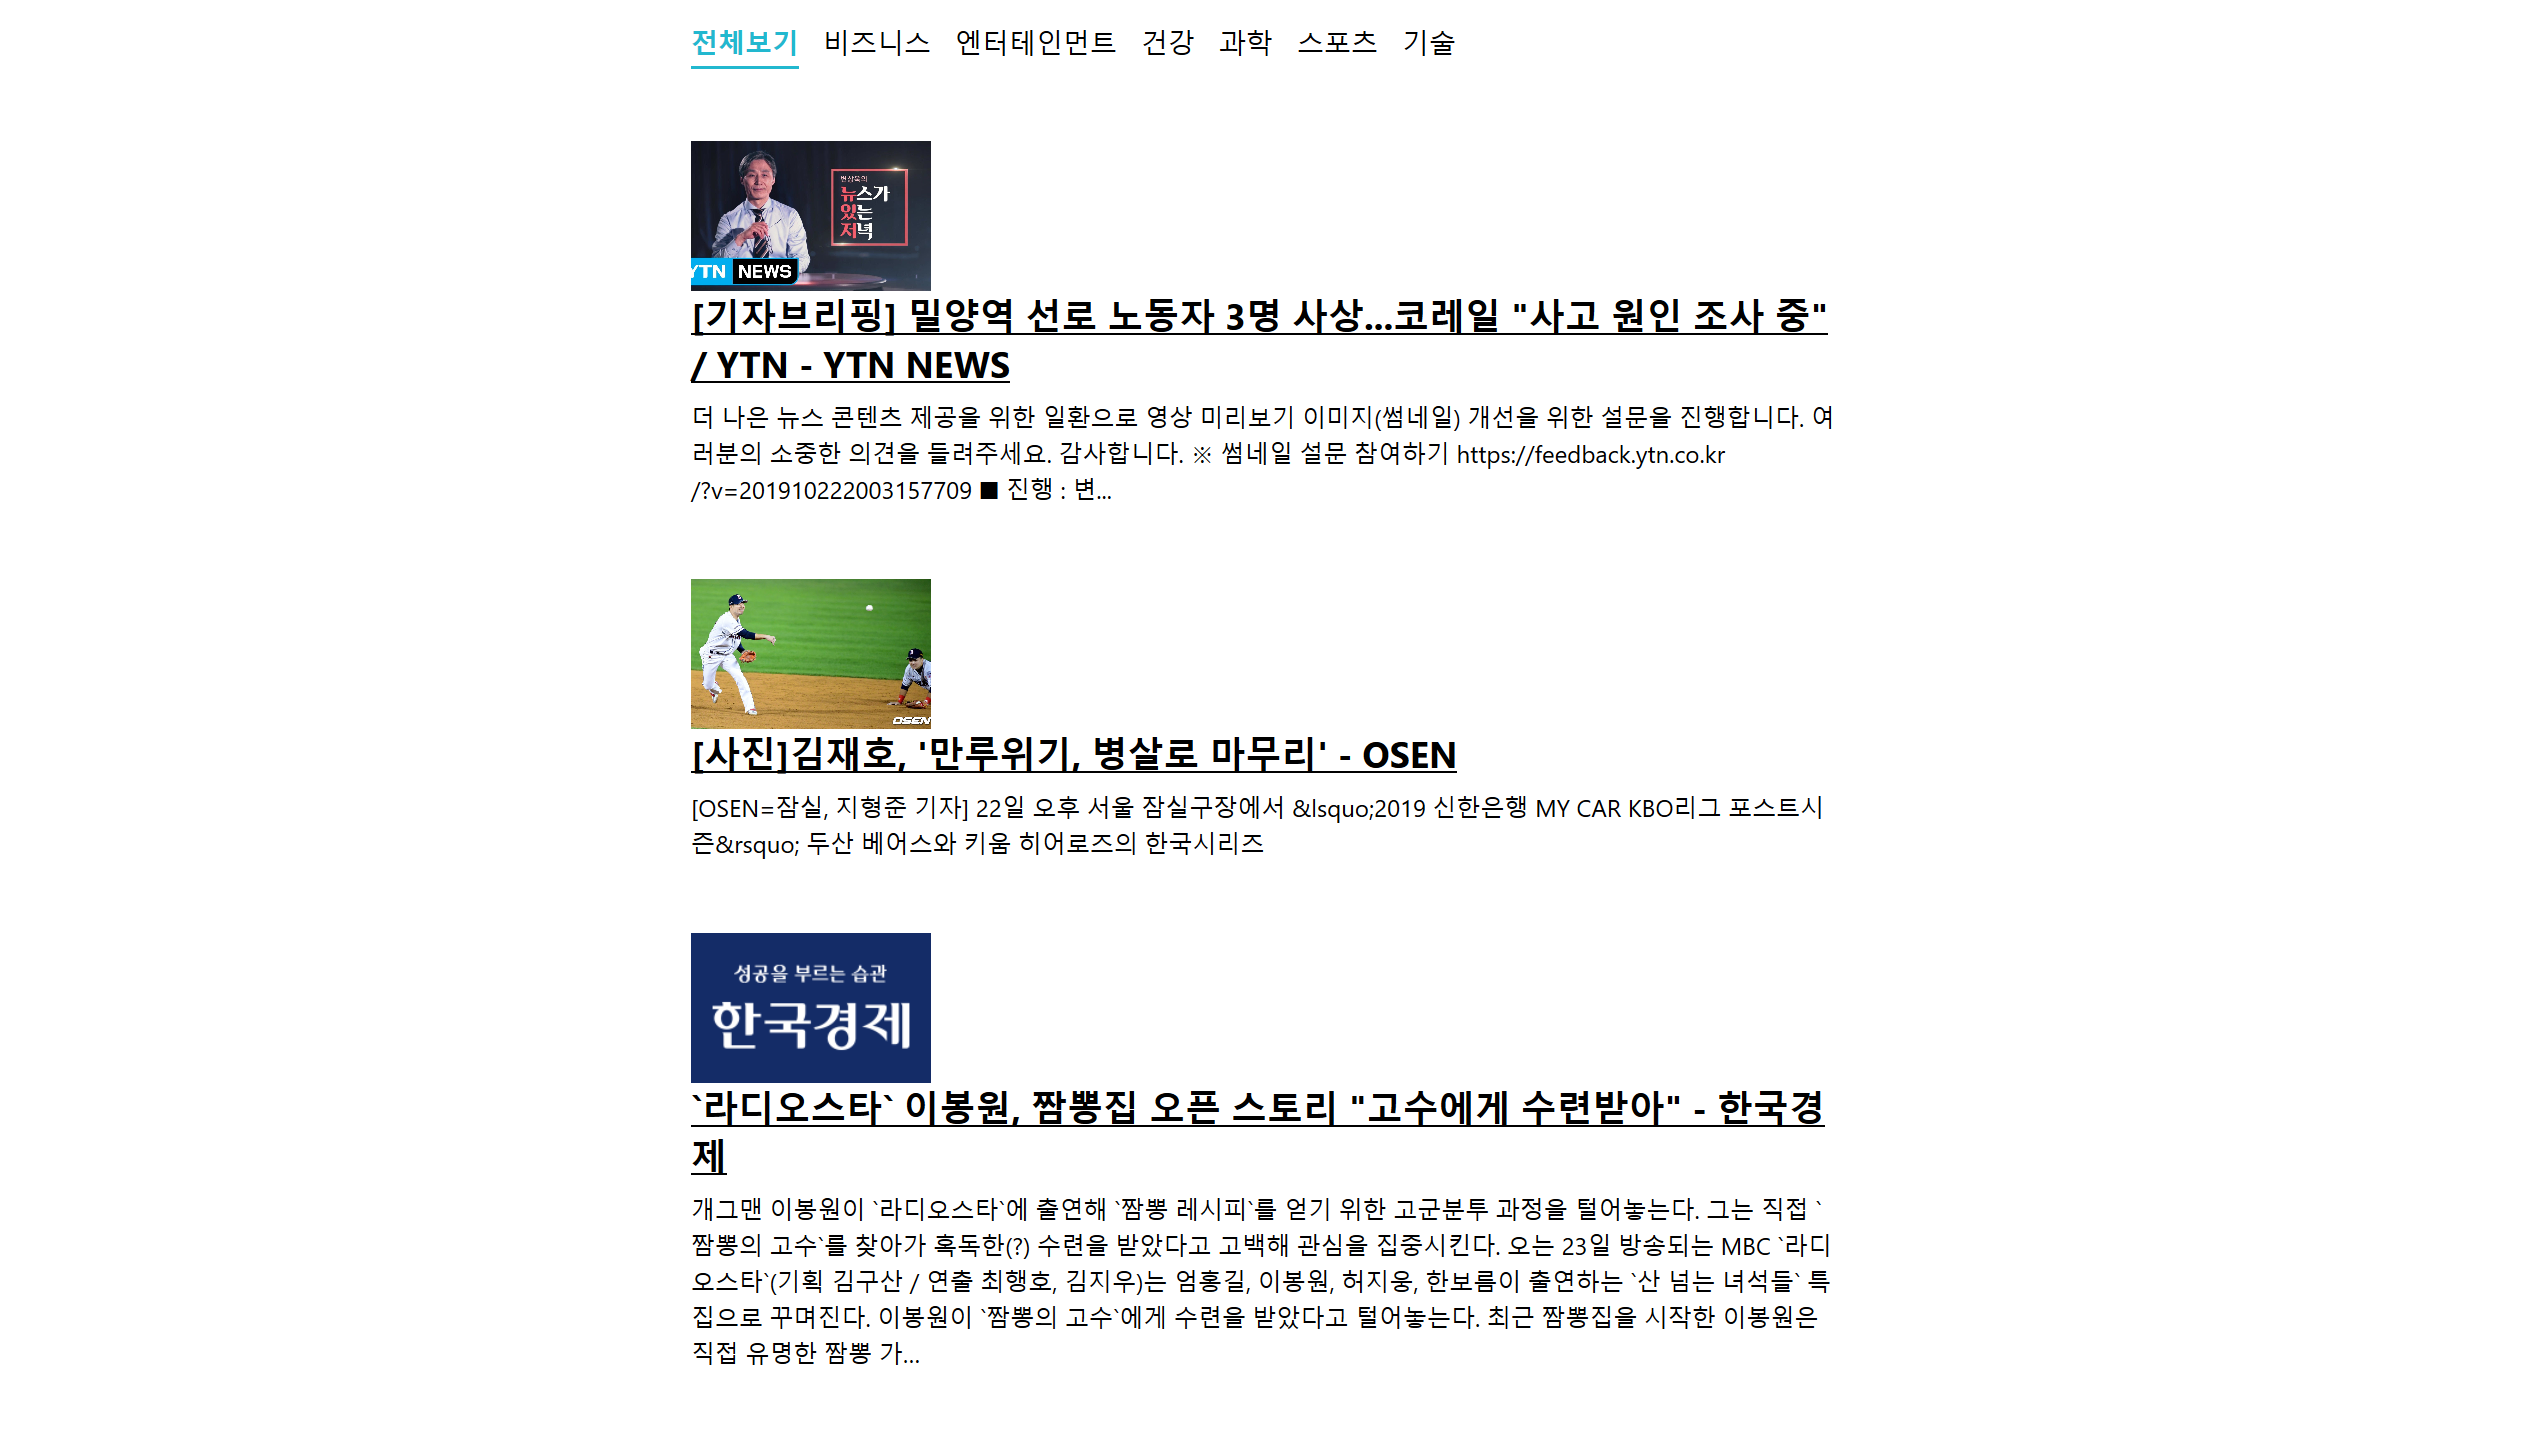 전체보기 비즈니스 엔터테인먼트 건강 과학 스포츠 기술
변상욱의
뉴스가
있는
저녁
YTN NEWS
[기자브리핑] 밀양역 선로 노동자 3명 사상...코레일 "사고 원인 조사 중"
/ YTN - YTN NEWS
더 나은 뉴스 콘텐츠 제공을 위한 일환으로 영상 미리보기 이미지(썸네일) 개선을 위한 설문을 진행합니다. 여
러분의 소중한 의견을 들려주세요. 감사합니다. ※ 썸네일 설문 참여하기 https://feedback.ytn.co.kr
/?v=201910222003157709 ■ 진행 : 변...
OSEN
[사진]김재호, '만루위기, 병살로 마무리' - OSEN
[OSEN=잠실, 지형준 기자] 22일 오후 서울 잠실구장에서 &lsquo;2019 신한은행 MY CAR KBO리그 포스트시
즌&rsquo; 두산 베어스와 키움 히어로즈의 한국시리즈
성공을 부르는 습관
한국경제
`라디오스타` 이봉원, 짬뽕집 오픈 스토리 "고수에게 수련받아" - 한국경
제
개그맨 이봉원이 `라디오스타`에 출연해 `짬뽕 레시피`를 얻기 위한 고군분투 과정을 털어놓는다. 그는 직접 `
짬뽕의 고수`를 찾아가 혹독한(?) 수련을 받았다고 고백해 관심을 집중시킨다. 오는 23일 방송되는 MBC `라디
오스타`(기획 김구산 / 연출 최행호, 김지우)는 엄홍길, 이봉원, 허지웅, 한보름이 출연하는 `산 넘는 녀석들` 특
집으로 꾸며진다. 이봉원이 `짬뽕의 고수`에게 수련을 받았다고 털어놓는다. 최근 짬뽕집을 시작한 이봉원은
직접 유명한 짬뽕 가...